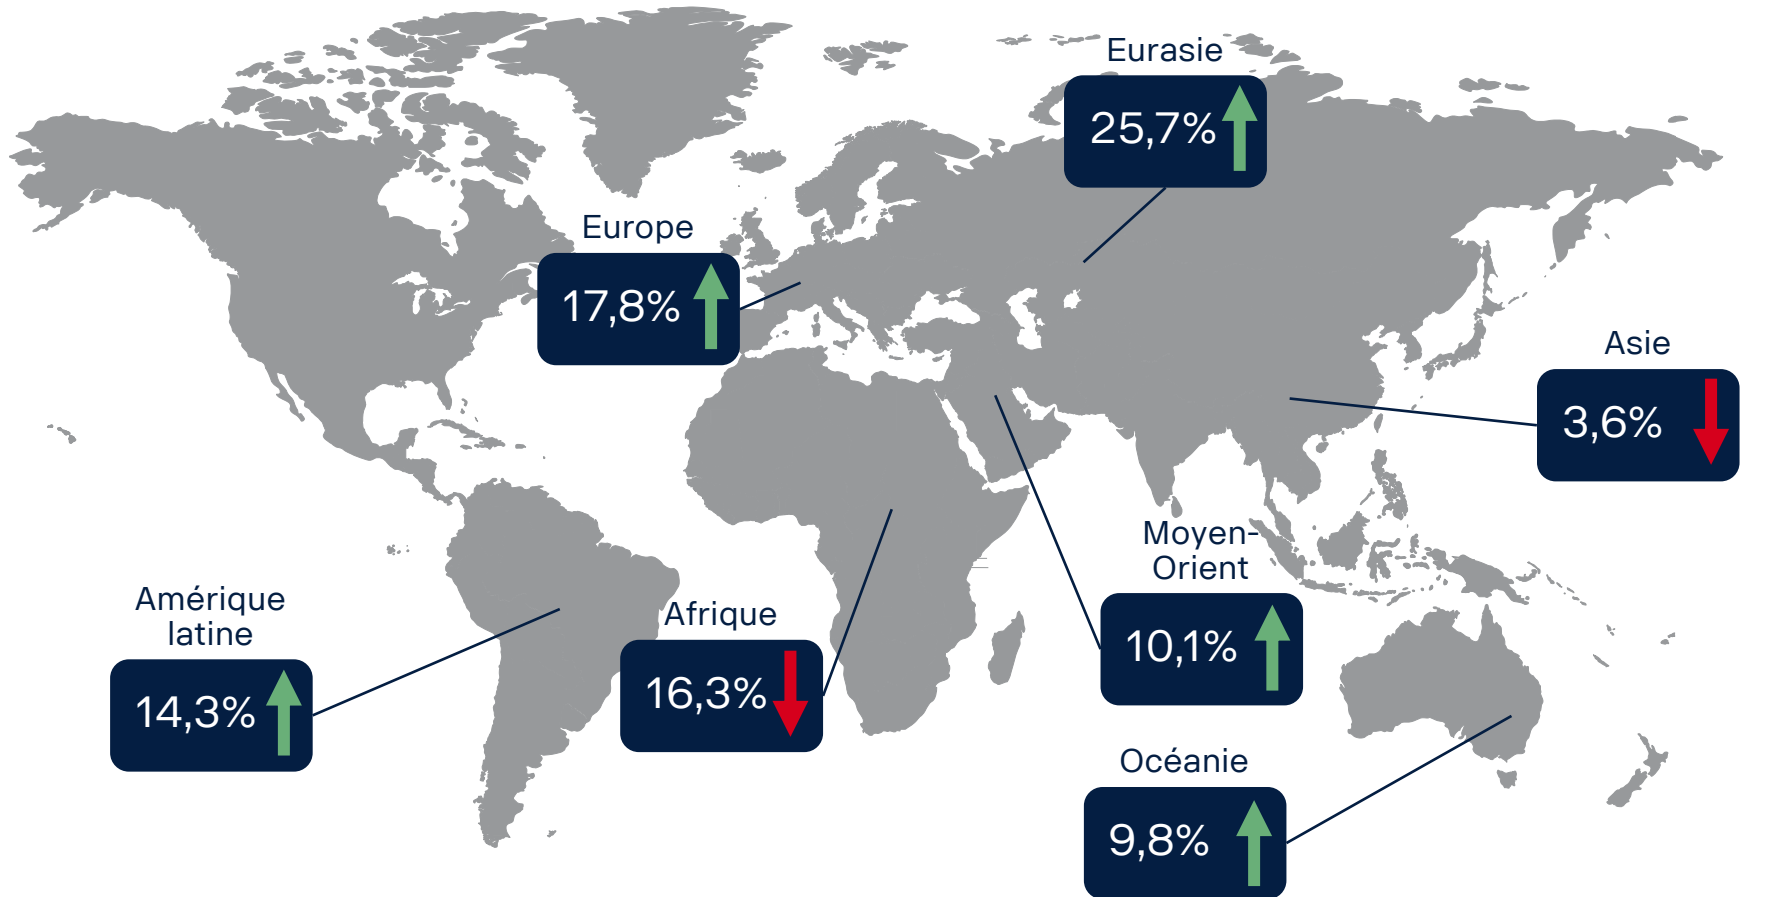 Eurasie
25,7%
Europe
17,8%
Asie
3,6%
Moyen-
Orient
10,1%
Amérique
latine
14,3%
Afrique
16,3%
Océanie
9,8%